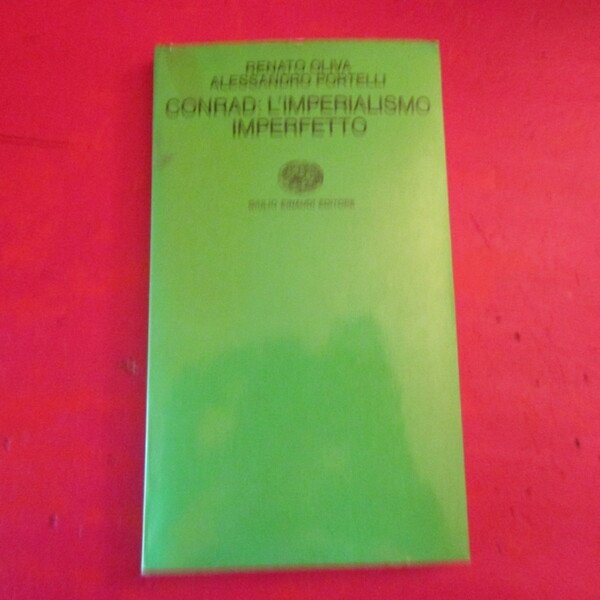 RENATO OLIVA
ALESSANDRO PORTELLI
CONRAD: L'IMPERIALISMO
IMPERFETTO
GIULIO EINAUDI EDITORE